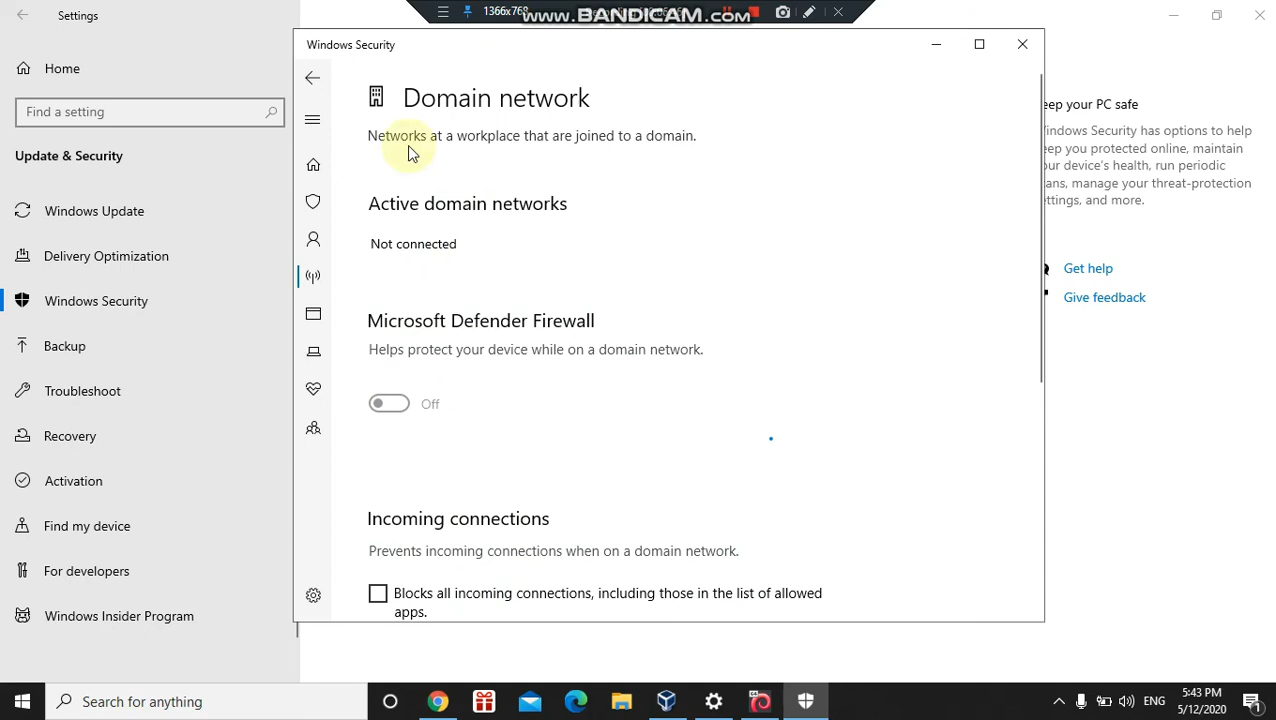 Settings
1366x768
www.BANDICAM.com
Home
Find a setting
Update & Security
Windows Update
Delivery Optimization
Windows Security
Backup
Troubleshoot
Recovery
Activation
Find my device
For developers
Windows Insider Program
Windows Security
Domain network
Networks at a workplace that are joined to a domain.
Active domain networks
Not connected
Microsoft Defender Firewall
Helps protect your device while on a domain network.
Off
Incoming connections
Prevents incoming connections when on a domain network.
Blocks all incoming connections, including those in the list of allowed
apps.
eep your PC safe
indows Security has options to help
eep you protected online, maintain
our device's health, run periodic
ans, manage your threat-protection
ettings, and more.
Get help
Give feedback
Search for anything
ENG
5:43 PM
5/12/2020
1